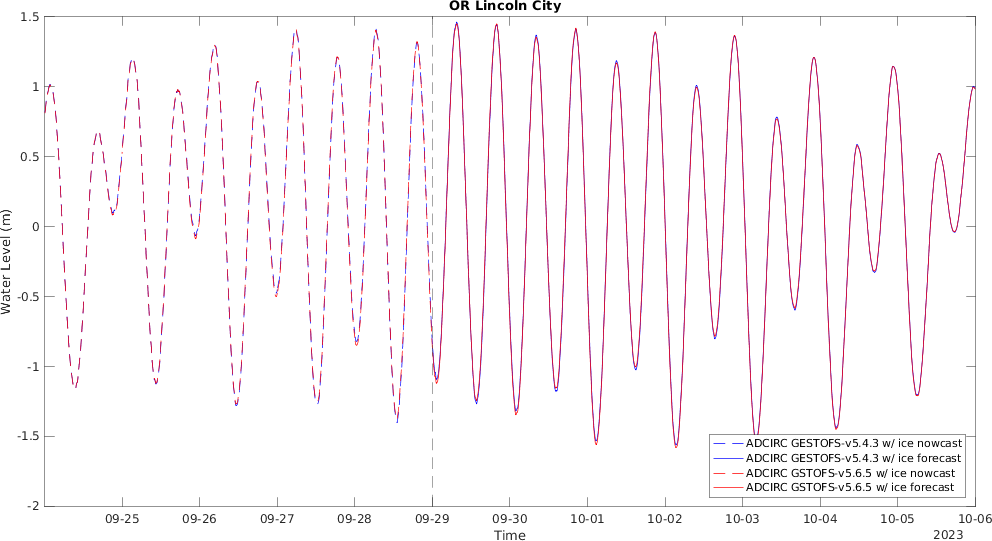 OR Lincoln City
1.5
1
0.5
0
-0.5
-1
-1.5
-2
Water Level (m)
ADCIRC GESTOFS-v5.4.3 w/ ice nowcast
ADCIRC GESTOFS-v5.4.3 w/ ice forecast
ADCIRC GSTOFS-v5.6.5 w/ ice nowcast
ADCIRC GSTOFS-v5.6.5 w/ ice forecast
09-25 09-26 09-27 09-28 09-29 09-30 10-01 10-02 10-03 10-04 10-05 10-06
Time
2023